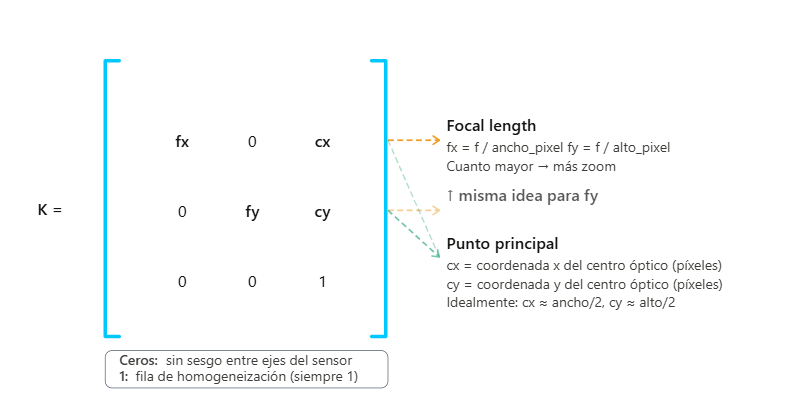 K =
fx 0 cx
0 fy cy
0 0 1
Focal length
fx = f / ancho_pixel fy = f / alto_pixel
Cuanto mayor → más zoom
↑ misma idea para fy
Punto principal
cx = coordenada x del centro óptico (píxeles)
cy = coordenada y del centro óptico (píxeles)
Idealmente: cx ≈ ancho/2, cy ≈ alto/2
Ceros: sin sesgo entre ejes del sensor
1: fila de homogeneización (siempre 1)